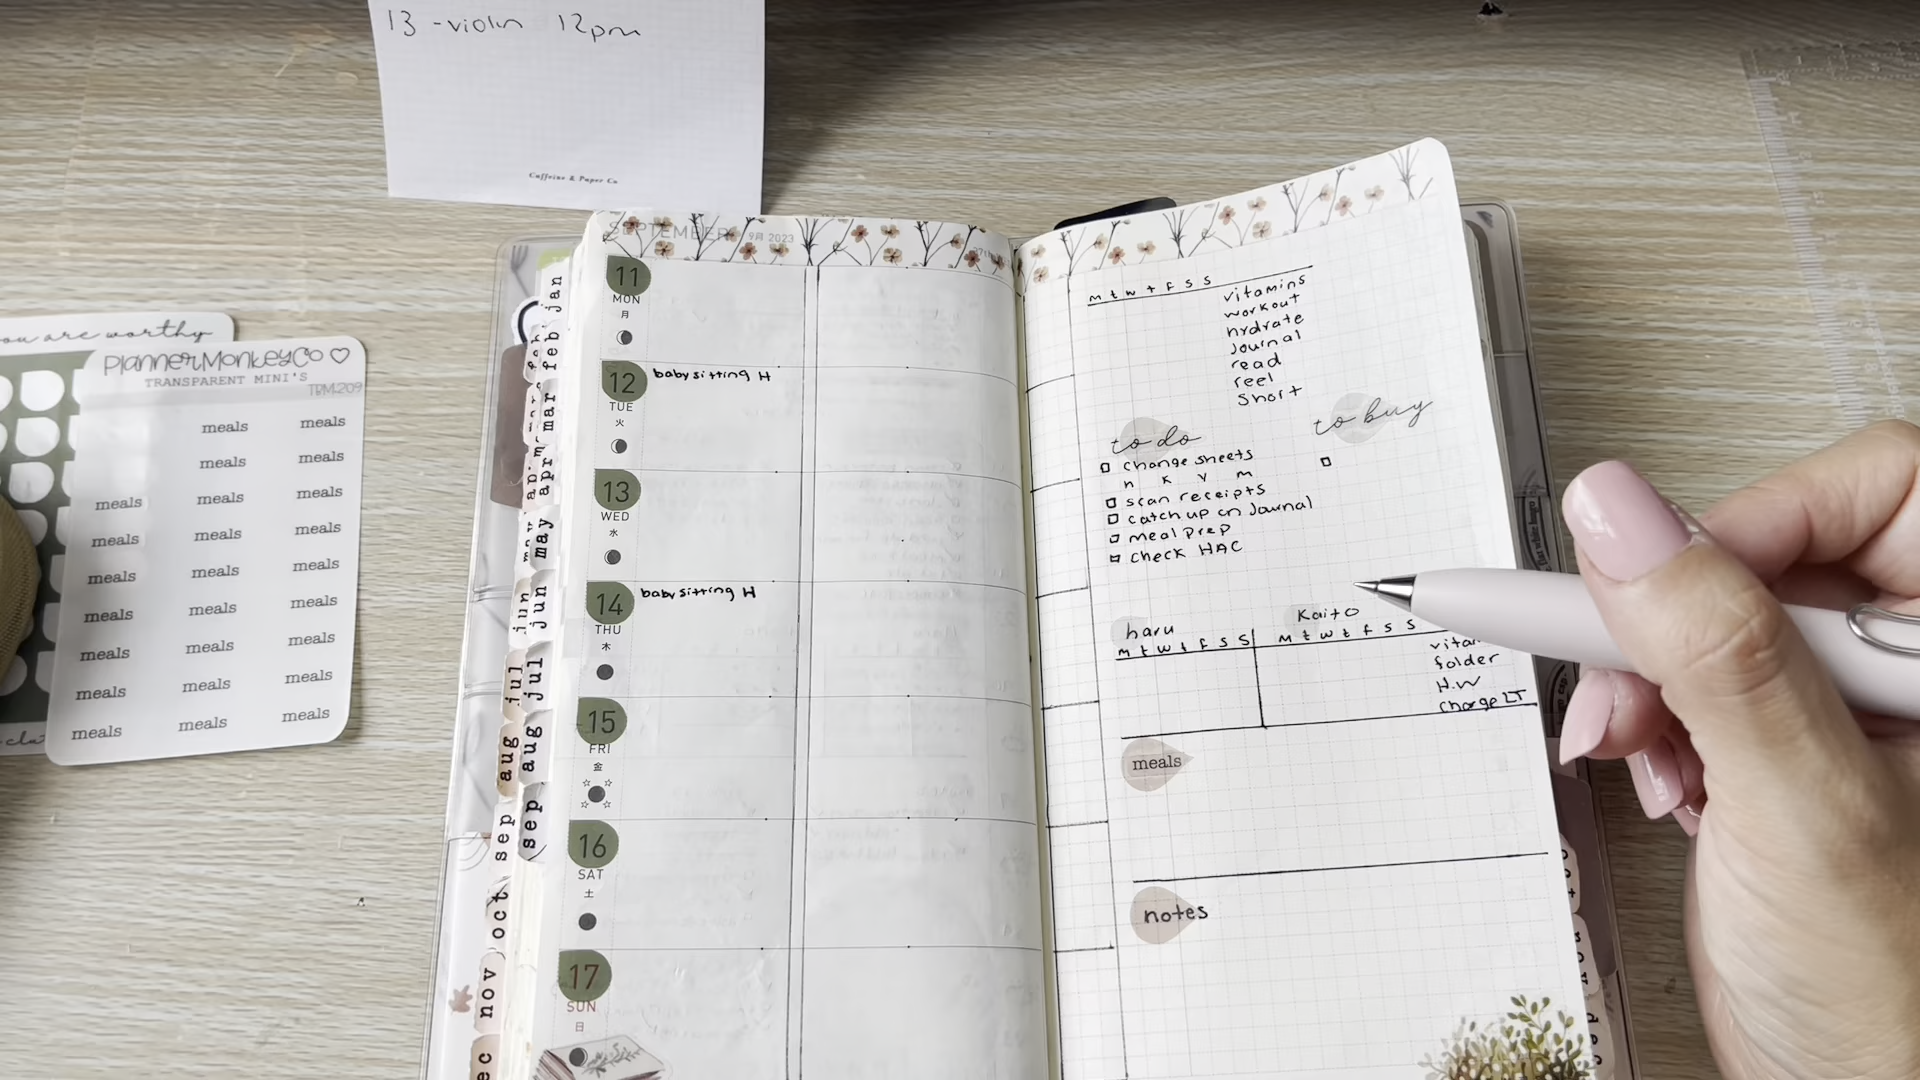 13 - violin 12pm
Caffeine & Paper Co
you are worthy
PLannerMonkeyCo
TRANSPARENT MINI'S
TRM209
meals meals
meals meals
meals meals meals
meals meals meals
meals meals meals
meals meals meals
meals meals meals
meals meals meals
meals meals meals
jan
feb
mar
apr
may
jun
jul
aug
sep
jun
jul
aug
sep
oct
nov
SEPTEMBER 9月 2023
11
MON
月
12 babysitting H
TUE
火
13
WED
水
14 babysitting H
THU
木
15
FRI
金
16
SAT
土
17
SUN
日
m t w t f s s
vitamins
workout
hydrate
Journal
read
reel
Short
to do
change sheets
h k v m
scan receipts
catch up on Journal
meal prep
check HAC
to buy
haru
m t w t f s s
Kaito
m t w t f s s
folder
H.W
charge LT
meals
notes